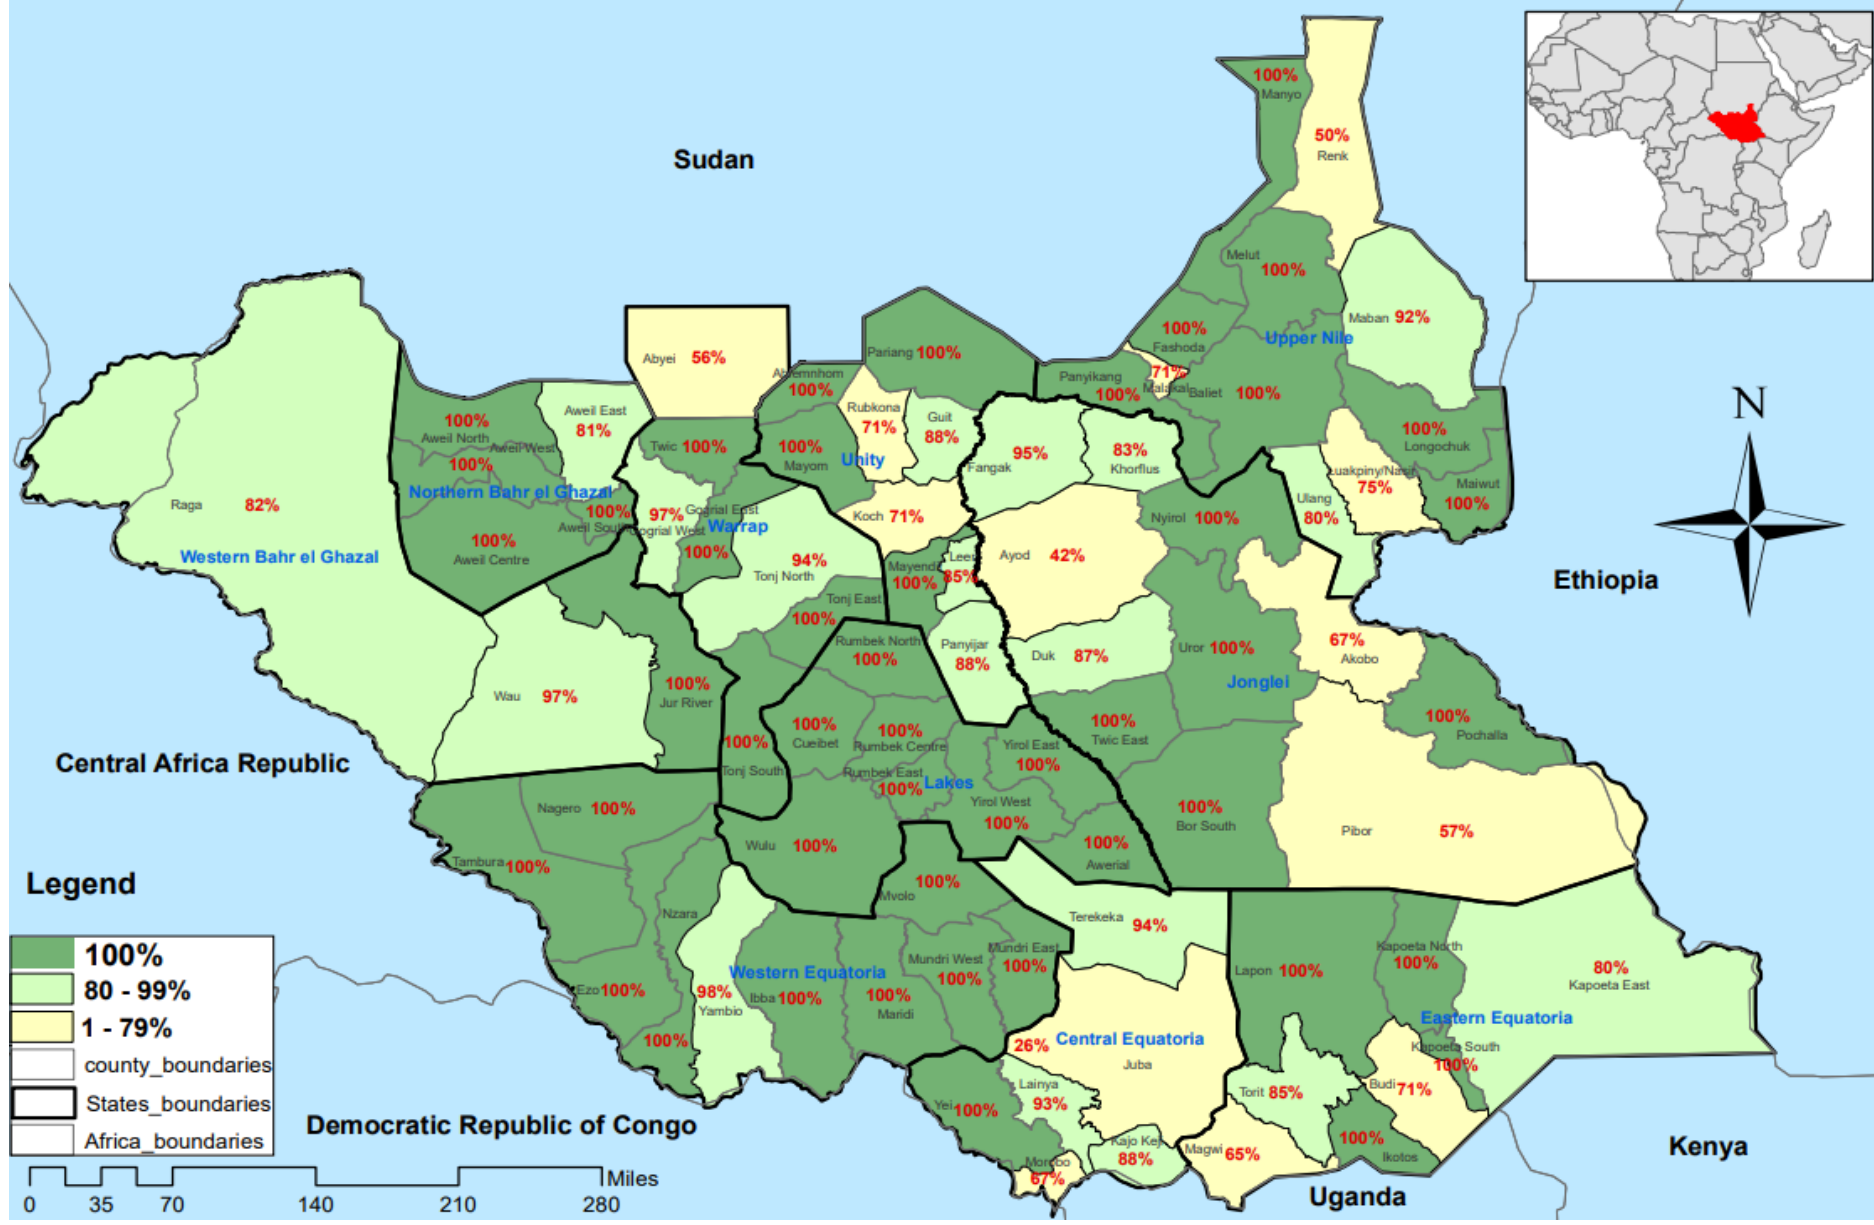 100%
Manyo
50%
Renk
Sudan
Melut
100%
Maban 92%
100%
Fashoda
Upper Nile
Abyei 56%
Pariang 100%
100%
Panyikang
100%
71%
Malakal
Baliet 100%
Aweil East
81%
100%
Aweil North
Aweil West
100%
Rubkona
71%
Guit
88%
Twic 100%
100%
Mayom
Unity
Fangak 95%
83%
Khorflus
100%
Longochuk
Luakpiny/Nasir
75%
Maiwut
100%
Ulang
80%
Raga 82%
Northern Bahr el Ghazal
100%
Aweil South
97%
Gogrial West
Gogrial East
Warrap
100%
Koch 71%
Nyirol 100%
Western Bahr el Ghazal
100%
Aweil Centre
94%
Tonj North
Mayendit
100%
Leer
85%
Ayod 42%
Ethiopia
Tonj East
100%
Rumbek North
100%
Panyijar
88%
Duk 87%
Uror 100%
67%
Akobo
Wau 97%
100%
Jur River
Jonglei
100%
Pochalla
100%
Tonj South
100%
Cueibet
100%
Rumbek Centre
Yirol East
100%
100%
Twic East
Central Africa Republic
Rumbek East
100%
Lakes
Yirol West
100%
100%
Bor South
Pibor 57%
Nagero 100%
Wulu 100%
100%
Awerial
Tambura 100%
100%
Mvolo
Nzara
Terekeka 94%
Mundri East
100%
Mundri West
100%
Lapon 100%
Kapoeta North
100%
80%
Kapoeta East
Western Equatoria
Ezo 100%
98%
Yambio
Ibba 100%
100%
Maridi
100%
26%
Central Equatoria
Juba
Eastern Equatoria
Kapoeta South
100%
Budi 71%
Torit 85%
Lainya
93%
Yei 100%
Democratic Republic of Congo
Kajo Keji
88%
Magwi 65%
100%
Ikotos
Morobo
67%
Kenya
Uganda
N
Legend
100%
80 - 99%
1 - 79%
county_boundaries
States_boundaries
Africa_boundaries
Miles
0 35 70 140 210 280